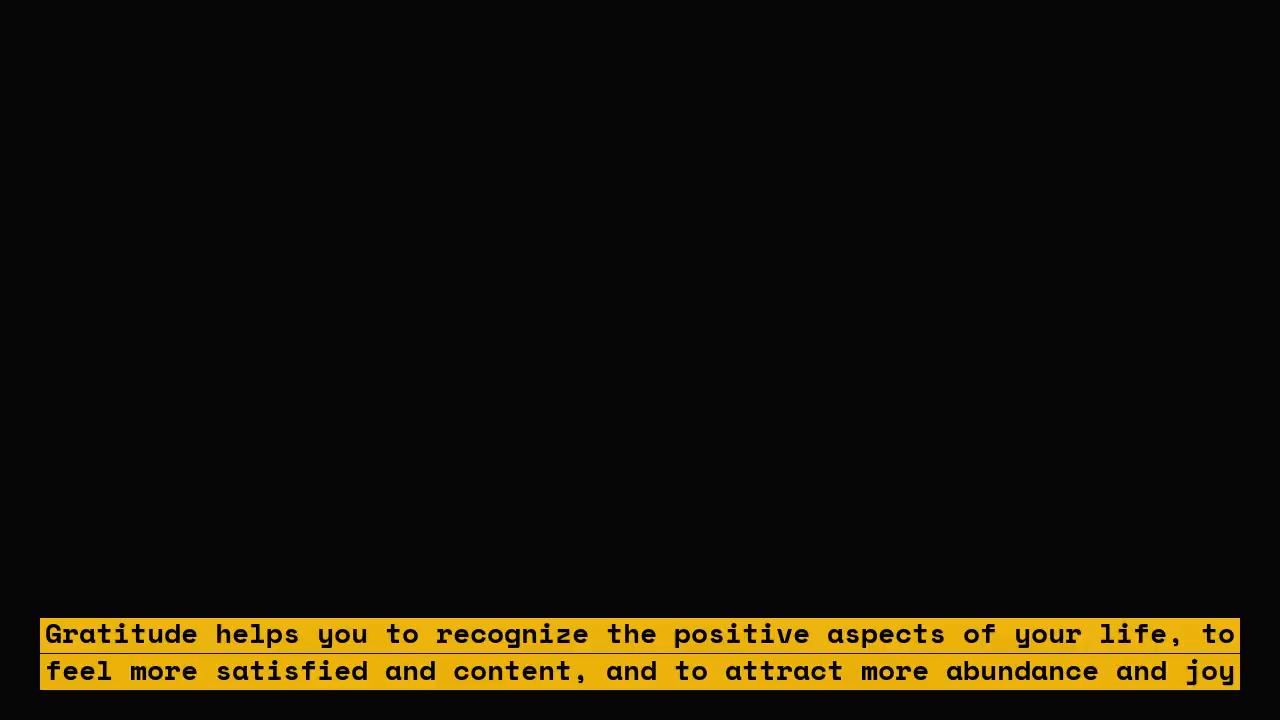 Gratitude helps you to recognize the positive aspects of your life, to
feel more satisfied and content, and to attract more abundance and joy